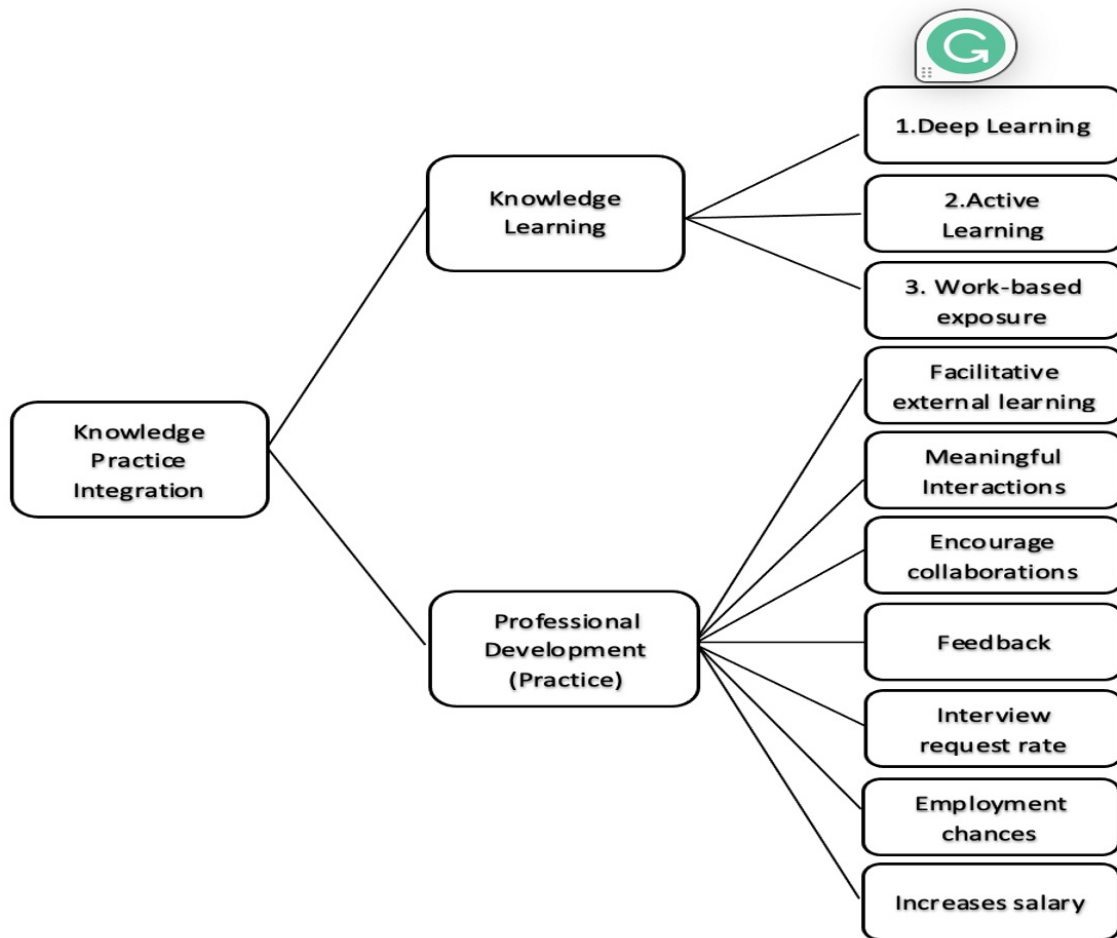 1.Deep Learning
Knowledge
Learning
2.Active
Learning
3. Work-based
exposure
Knowledge
Practice
Integration
Facilitative
external learning
Meaningful
Interactions
Encourage
collaborations
Professional
Development
(Practice)
Feedback
Interview
request rate
Employment
chances
Increases salary